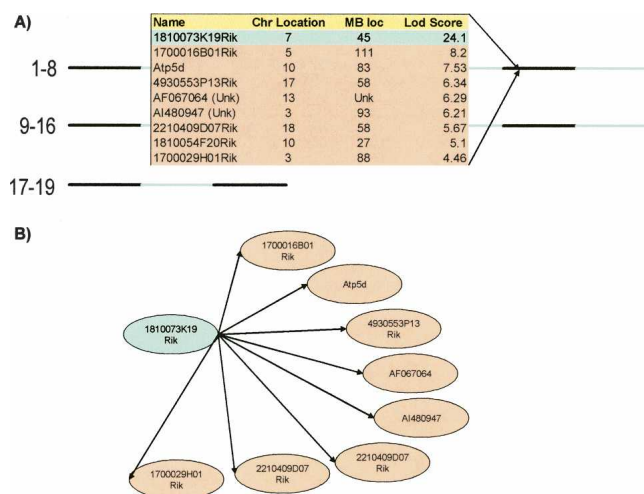 A)
Name Chr Location MB loc Lod Score
1810073K19Rik 7 45 24.1
1700016B01Rik 5 111 8.2
1-8
Atp5d 10 83 7.53
4930553P13Rik 17 58 6.34
AF067064 (Unk) 13 Unk 6.29
AI480947 (Unk) 3 93 6.21
9-16
2210409D07Rik 18 58 5.67
1810054F20Rik 10 27 5.1
1700029H01Rik 3 88 4.46
17-19
B)
1700016B01
Rik
Atp5d
1810073K19
Rik
4930553P13
Rik
AF067064
AI480947
2210409D07
Rik
2210409D07
Rik
1700029H01
Rik